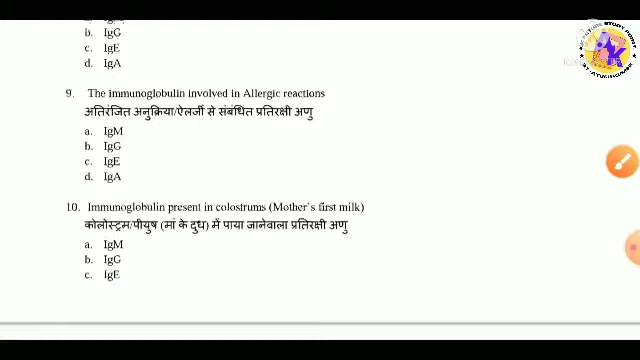 b. IgG
c. IgE
d. IgA
9. The immunoglobulin involved in Allergic reactions
अतिरंजित अनुक्रिया/ऐलर्जी से संबंधित प्रतिरक्षी अणु
a. IgM
b. IgG
c. IgE
d. IgA
10. Immunoglobulin present in colostrums (Mother's first milk)
कोलोस्ट्रम/पीयुष (मां के दुध) में पाया जानेवाला प्रतिरक्षी अणु
a. IgM
b. IgG
c. IgE